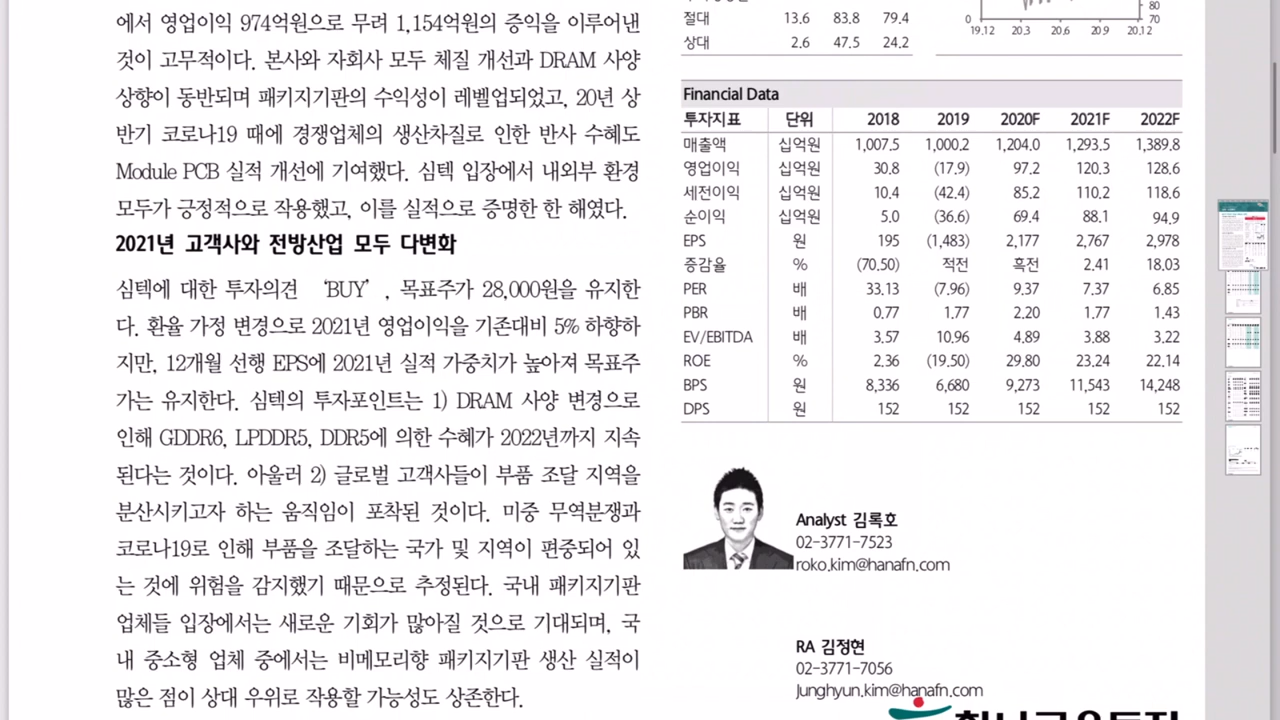 에서 영업이익 974억원으로 무려 1,154억원의 증익을 이루어낸
것이 고무적이다. 본사와 자회사 모두 체질 개선과 DRAM 사양
상향이 동반되며 패키지기판의 수익성이 레벨업되었고, 20년 상
반기 코로나19 때에 경쟁업체의 생산차질로 인한 반사 수혜도
Module PCB 실적 개선에 기여했다. 심텍 입장에서 내외부 환경
모두가 긍정적으로 작용했고, 이를 실적으로 증명한 한 해였다.
2021년 고객사와 전방산업 모두 다변화
심텍에 대한 투자의견 ‘BUY’, 목표주가 28,000원을 유지한
다. 환율 가정 변경으로 2021년 영업이익을 기존대비 5% 하향하
지만, 12개월 선행 EPS에 2021년 실적 가중치가 높아져 목표주
가는 유지한다. 심텍의 투자포인트는 1) DRAM 사양 변경으로
인해 GDDR6, LPDDR5, DDR5에 의한 수혜가 2022년까지 지속
된다는 것이다. 아울러 2) 글로벌 고객사들이 부품 조달 지역을
분산시키고자 하는 움직임이 포착된 것이다. 미중 무역분쟁과
코로나19로 인해 부품을 조달하는 국가 및 지역이 편중되어 있
는 것에 위험을 감지했기 때문으로 추정된다. 국내 패키지기판
업체들 입장에서는 새로운 기회가 많아질 것으로 기대되며, 국
내 중소형 업체 중에서는 비메모리향 패키지기판 생산 실적이
많은 점이 상대 우위로 작용할 가능성도 상존한다.
절대 13.6 83.8 79.4
상대 2.6 47.5 24.2
80
0 70
19.12 20.3 20.6 20.9 20.12
Financial Data
투자지표 단위 2018 2019 2020F 2021F 2022F
매출액 십억원 1,007.5 1,000.2 1,204.0 1,293.5 1,389.8
영업이익 십억원 30.8 (17.9) 97.2 120.3 128.6
세전이익 십억원 10.4 (42.4) 85.2 110.2 118.6
순이익 십억원 5.0 (36.6) 69.4 88.1 94.9
EPS 원 195 (1,483) 2,177 2,767 2,978
증감율 % (70.50) 적전 흑전 2.41 18.03
PER 배 33.13 (7.96) 9.37 7.37 6.85
PBR 배 0.77 1.77 2.20 1.77 1.43
EV/EBITDA 배 3.57 10.96 4.89 3.88 3.22
ROE % 2.36 (19.50) 29.80 23.24 22.14
BPS 원 8,336 6,680 9,273 11,543 14,248
DPS 원 152 152 152 152 152
Analyst 김록호
02-3771-7523
roko.kim@hanafn.com
RA 김정현
02-3771-7056
Junghyun.kim@hanafn.com